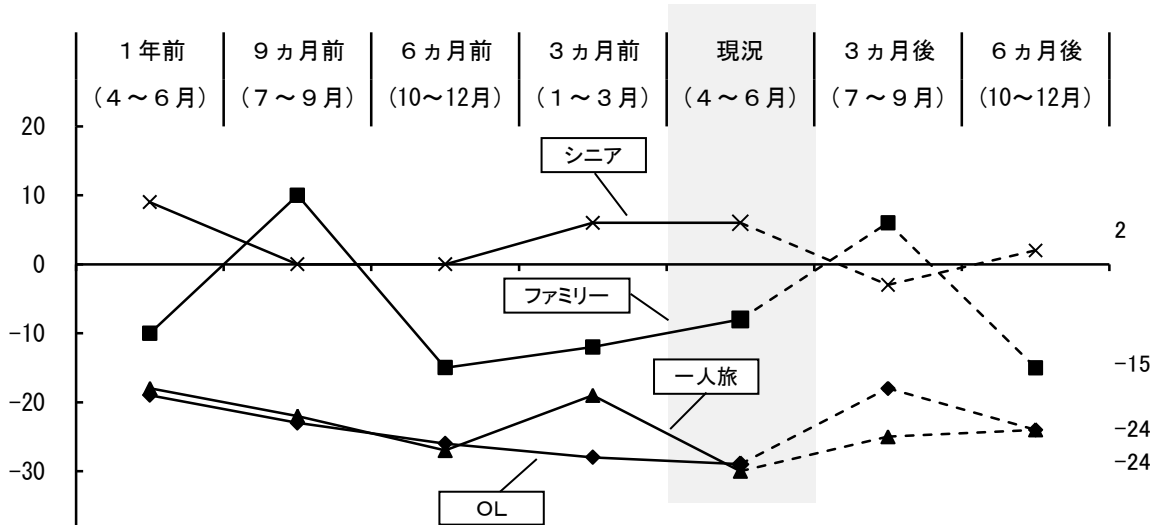 １年前 ９ヵ月前 ６ヵ月前 ３ヵ月前 現況 ３ヵ月後 ６ヵ月後
（４～６月） （７～９月） （10～12月） （１～３月） （４～６月） （７～９月） （10～12月）
20
シニア
10
2
0
ファミリー
-10
-15
一人旅
-20
-24
-24
-30
OL